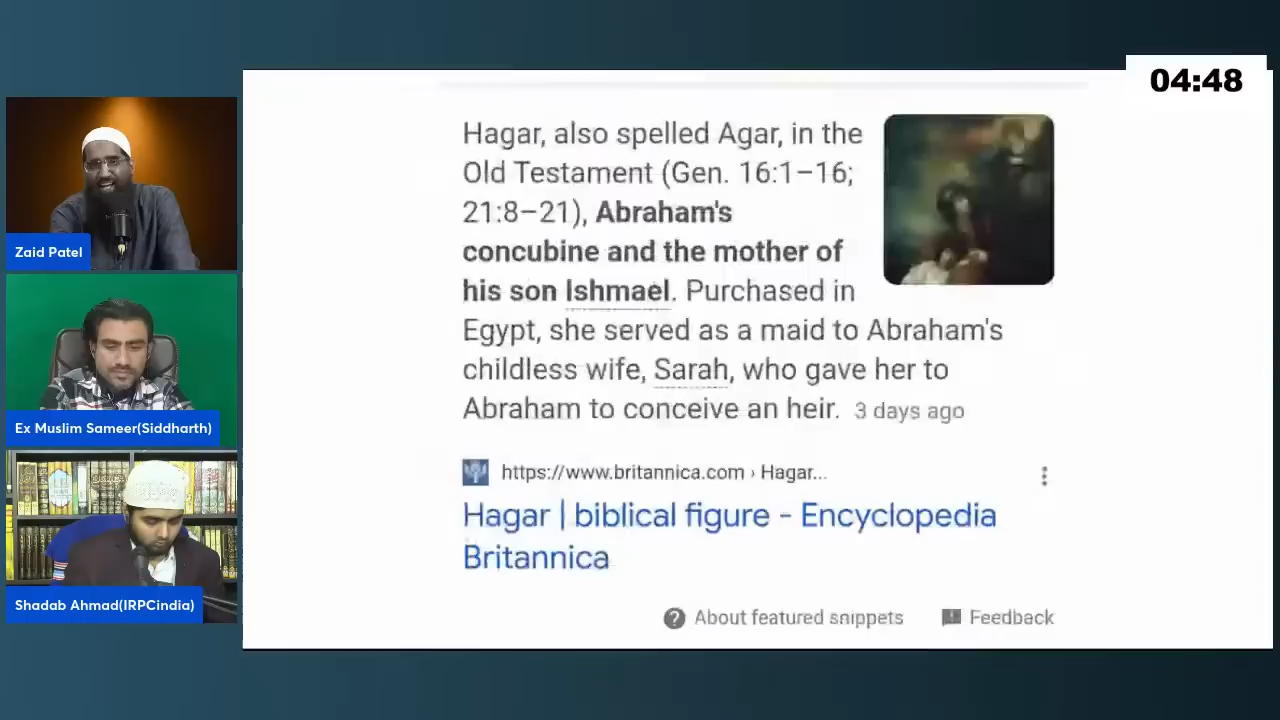 04:48
Zaid Patel
Ex Muslim Sameer(Siddharth)
Shadab Ahmad(IRPCindia)
Hagar, also spelled Agar, in the
Old Testament (Gen. 16:1–16;
21:8–21), Abraham's
concubine and the mother of
his son Ishmael. Purchased in
Egypt, she served as a maid to Abraham's
childless wife, Sarah, who gave her to
Abraham to conceive an heir. 3 days ago
https://www.britannica.com › Hagar...
Hagar | biblical figure - Encyclopedia
Britannica
About featured snippets
Feedback